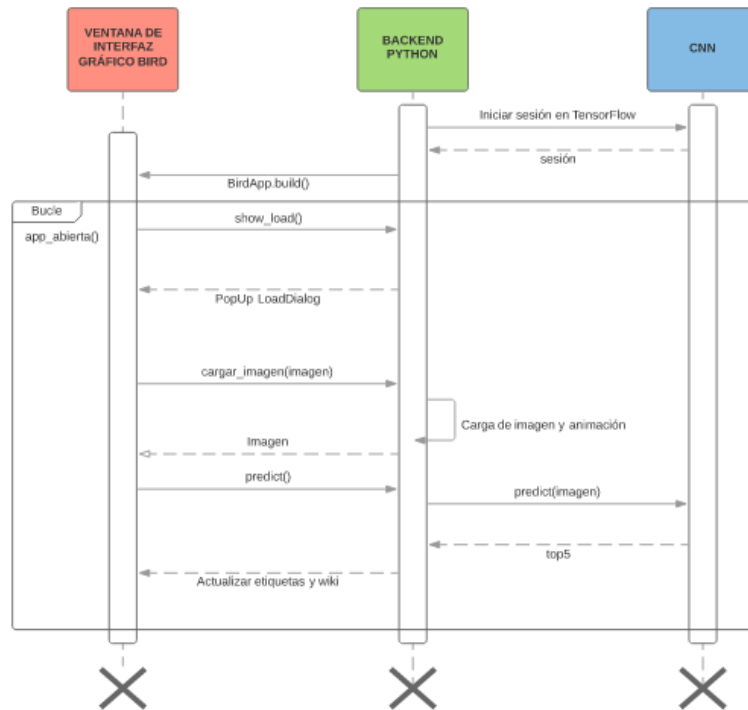 VENTANA DE
INTERFAZ
GRÁFICO BIRD
BACKEND
PYTHON
CNN
Iniciar sesión en TensorFlow
sesión
BirdApp.build()
Bucle
app_abierta()
show_load()
PopUp LoadDialog
cargar_imagen(imagen)
Carga de imagen y animación
Imagen
predict()
predict(imagen)
top5
Actualizar etiquetas y wiki